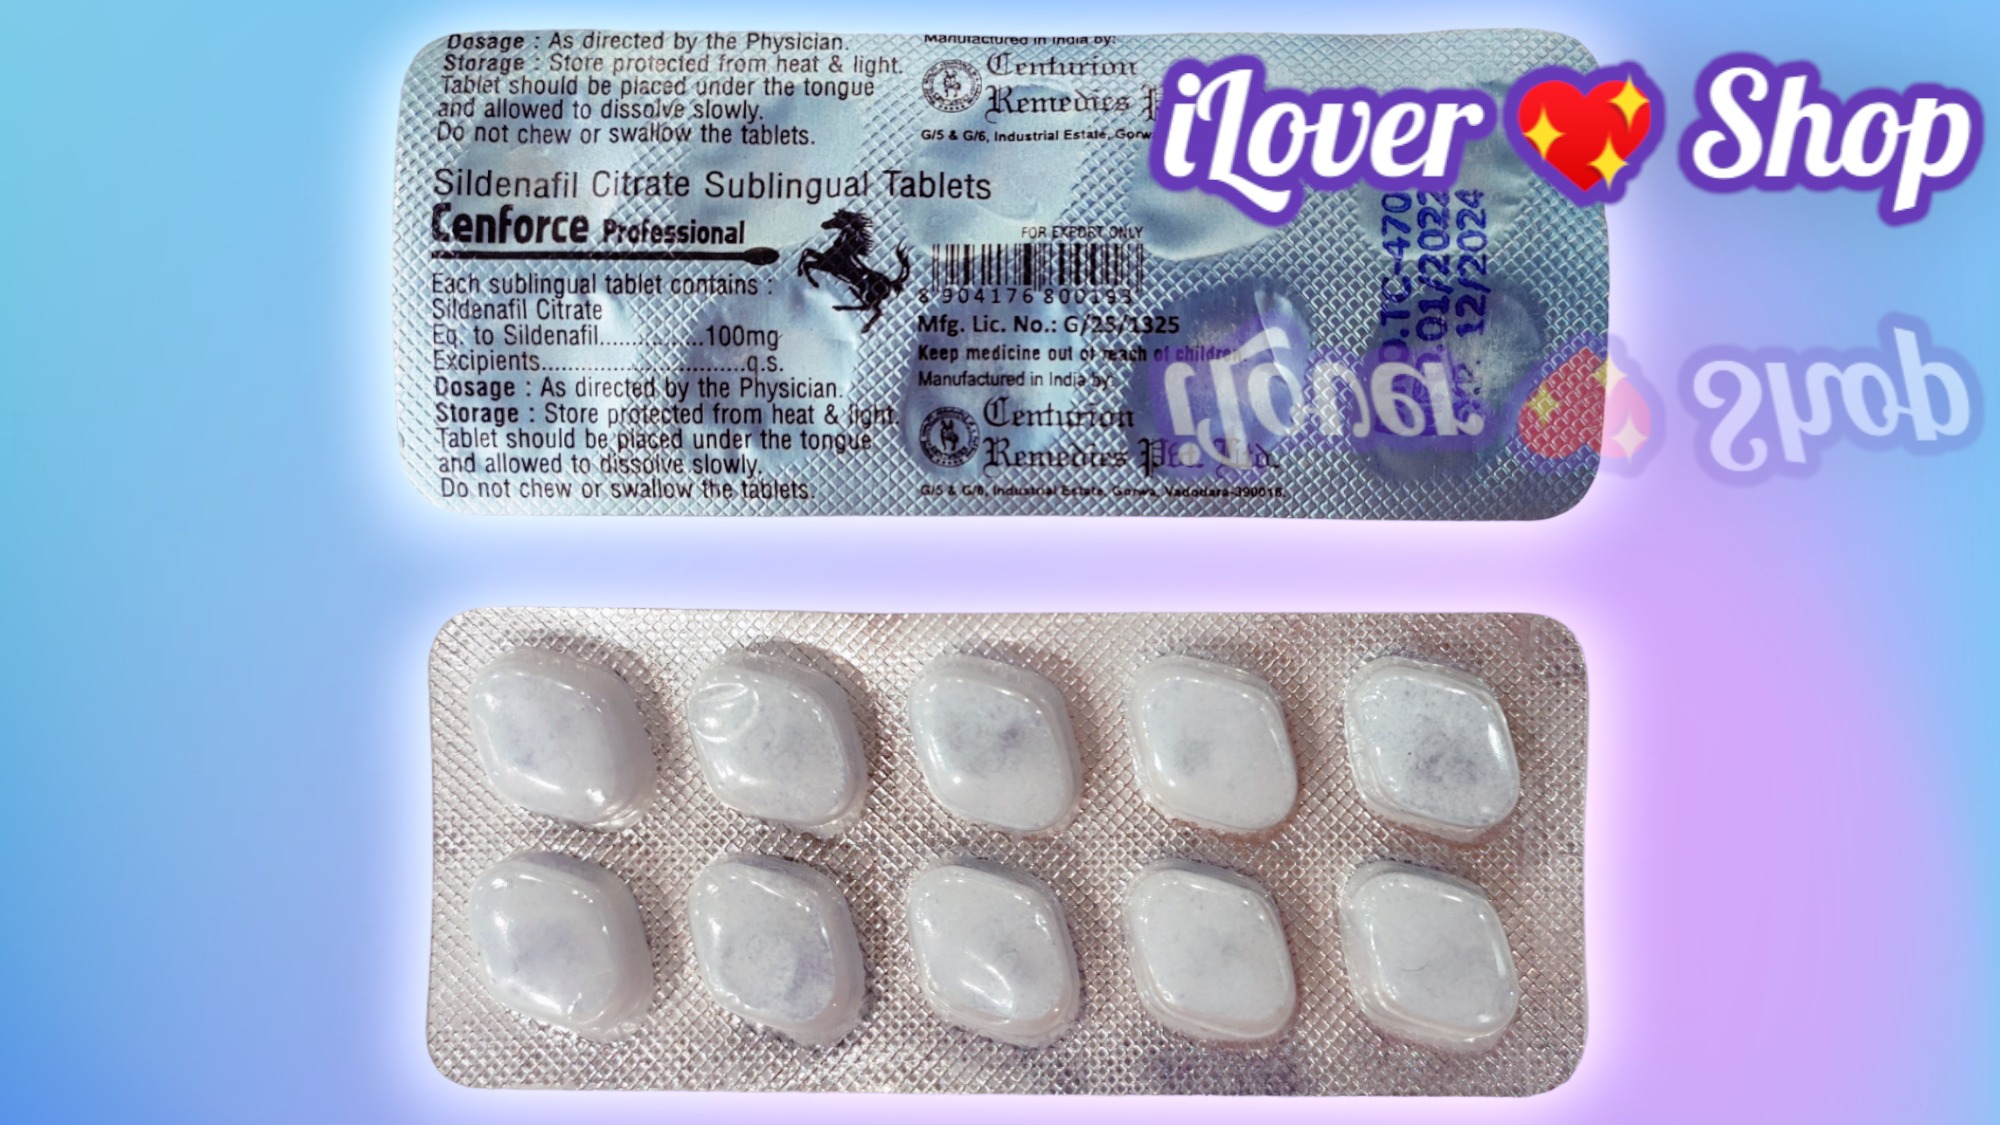 Dosage : As directed by the Physician.
Storage : Store protected from heat & light.
Tablet should be placed under the tongue
and allowed to dissolve slowly.
Do not chew or swallow the tablets.
Manufactured in India by:
Centurion
Remedies
G/5 & G/6, Industrial Estate, Gorw
iLover 💖 Shop
Sildenafil Citrate Sublingual Tablets
Cenforce Professional
Each sublingual tablet contains :
Sildenafil Citrate
Eq. to Sildenafil...............100mg
Excipients.............................q.s.
Dosage : As directed by the Physician.
Storage : Store protected from heat & light.
Tablet should be placed under the tongue
and allowed to dissolve slowly.
Do not chew or swallow the tablets.
FOR EXPORT ONLY
8 904176 800193
Mfg. Lic. No.: G/25/1325
Keep medicine out of reach of children.
Manufactured in India by:
Centurion
Remedies Pvt. Ltd.
G/5 & G/6, Industrial Estate, Gorwa, Vadodara-390016.
.TC-470
01/2022
12/2024
iLover 💖 Shop